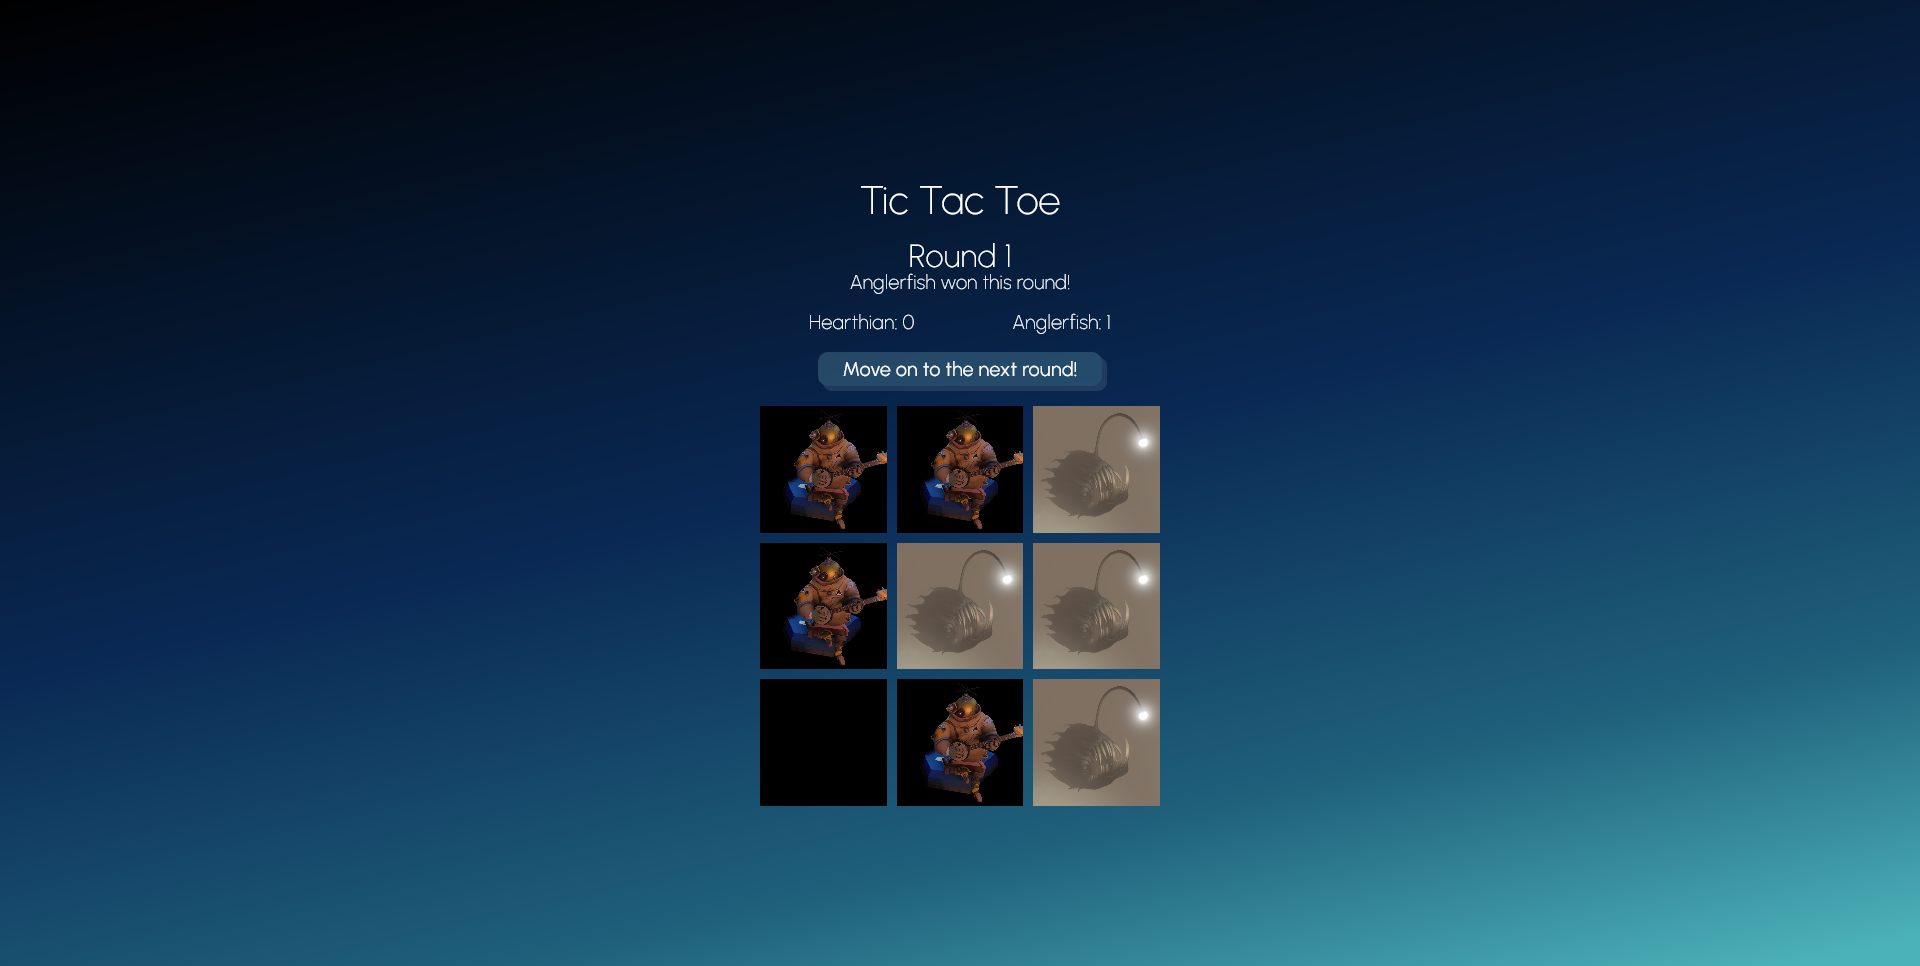 Tic Tac Toe
Round 1
Anglerfish won this round!
Hearthian: 0 Anglerfish: 1
Move on to the next round!